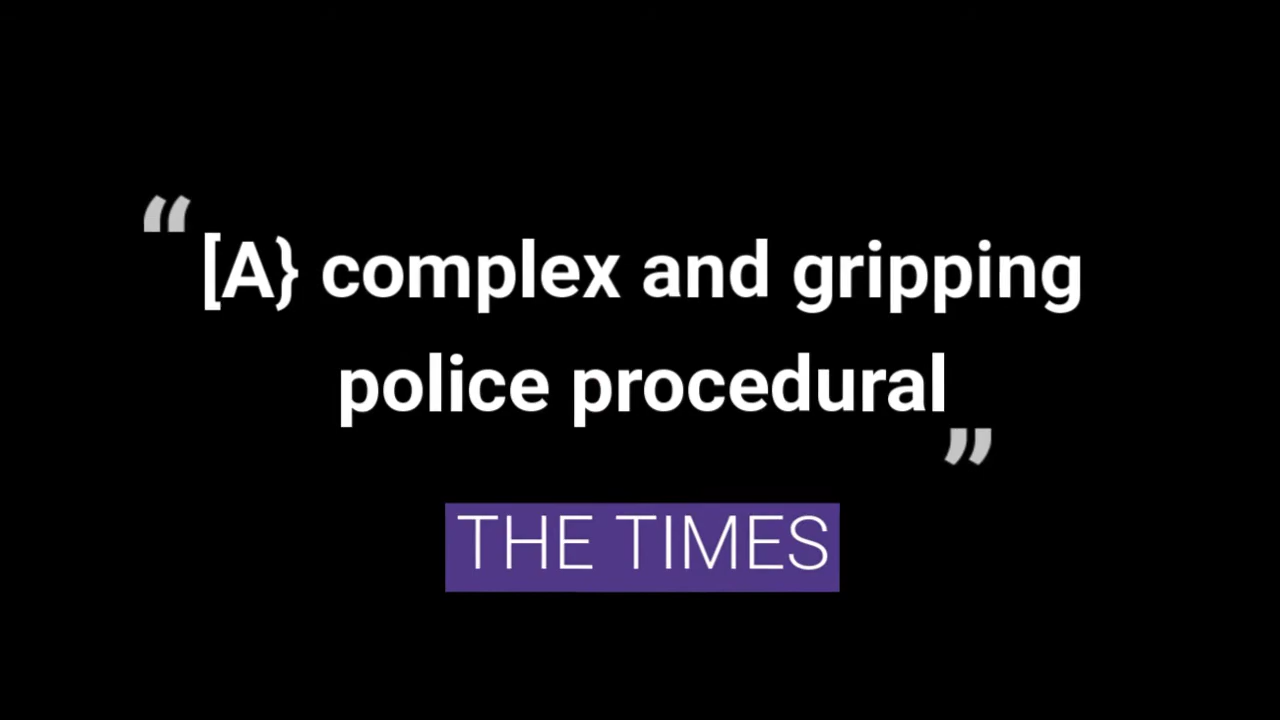 “[A} complex and gripping
police procedural”
THE TIMES